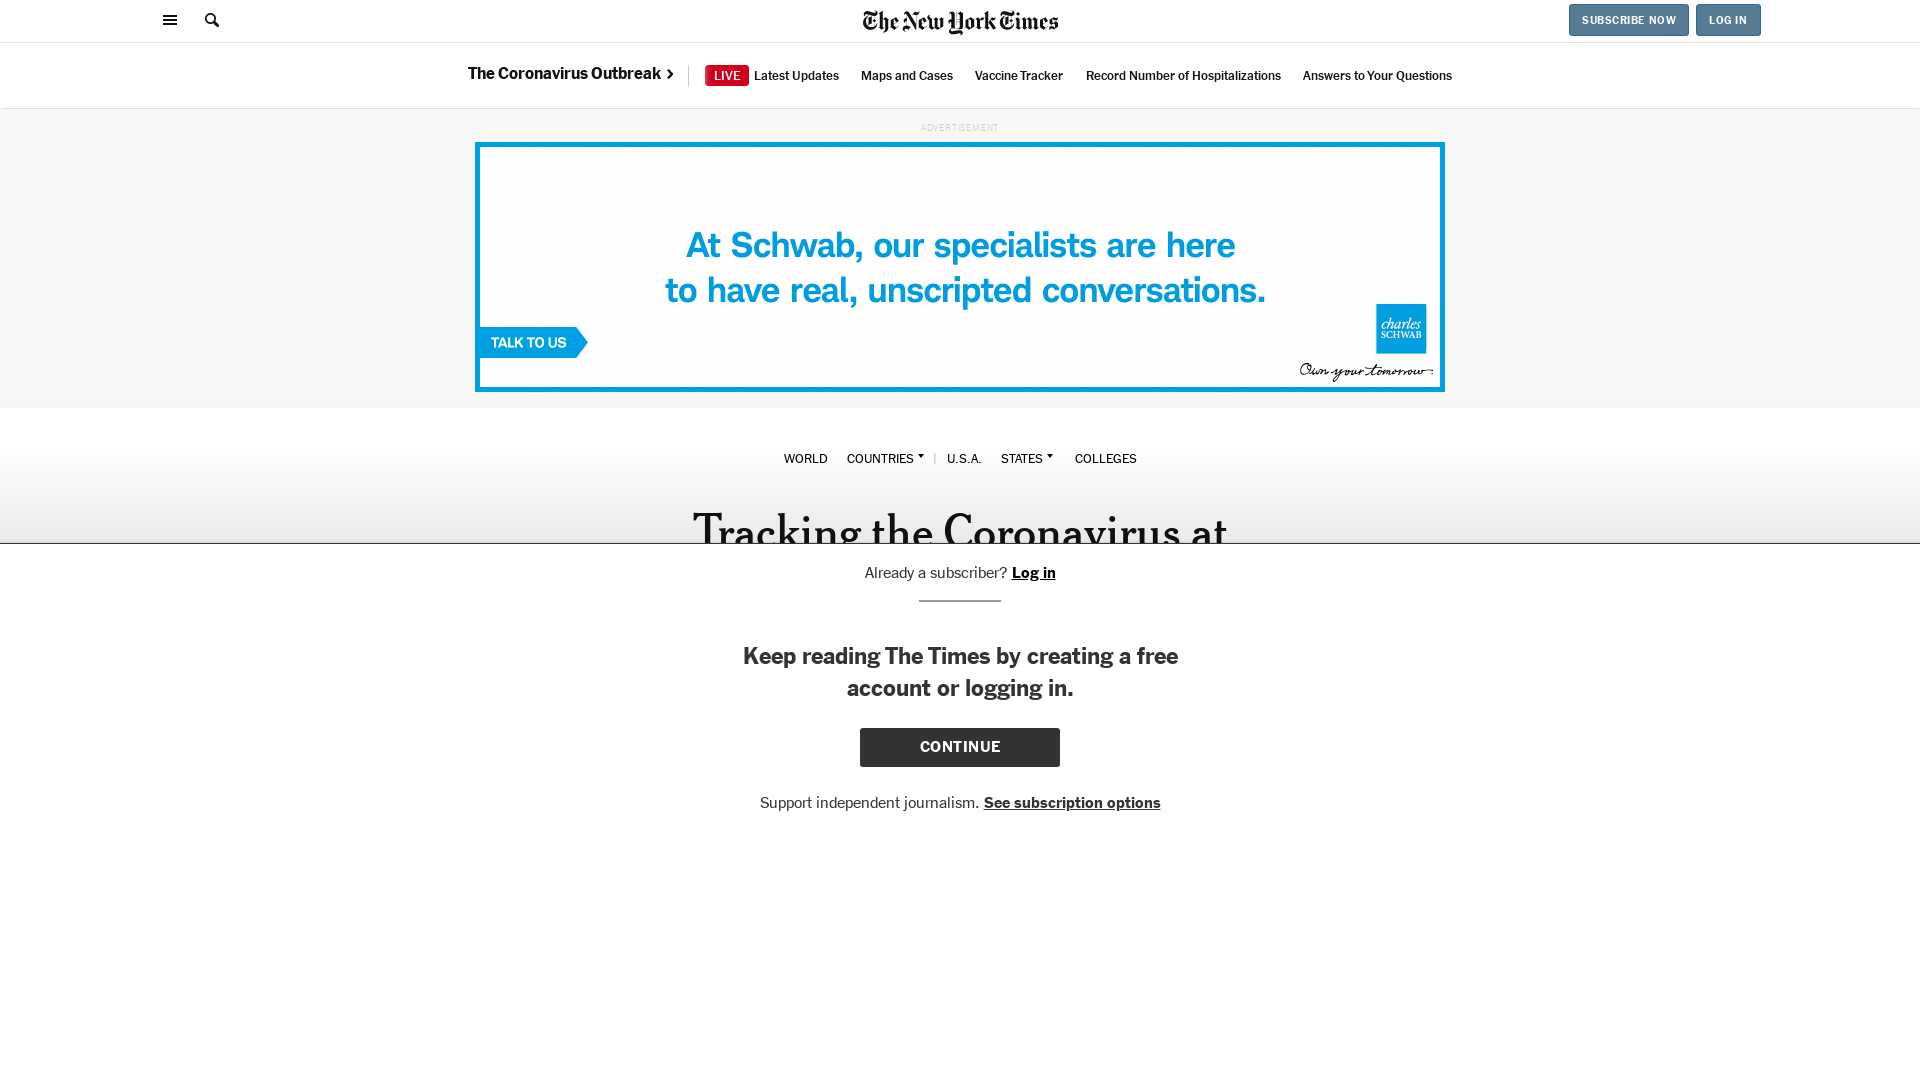 The New York Times
SUBSCRIBE NOW
LOG IN
The Coronavirus Outbreak
LIVE Latest Updates
Maps and Cases
Vaccine Tracker
Record Number of Hospitalizations
Answers to Your Questions
ADVERTISEMENT
At Schwab, our specialists are here
to have real, unscripted conversations.
TALK TO US
charles
SCHWAB
Own your tomorrow.
WORLD
COUNTRIES
U.S.A.
STATES
COLLEGES
Tracking the Coronavirus at
Already a subscriber? Log in
Keep reading The Times by creating a free
account or logging in.
CONTINUE
Support independent journalism. See subscription options